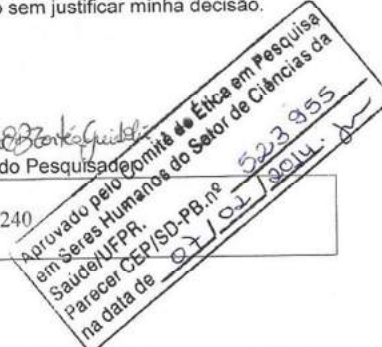 o sem justificar minha decisão.
do Pesquisador
240
Aprovado pelo Comitê de Ética em Pesquisa
em Seres Humanos do Setor de Ciências da
Saúde/UFPR.
Parecer CEP/SD-PB.nº 523955
na data de 07/02/2014.